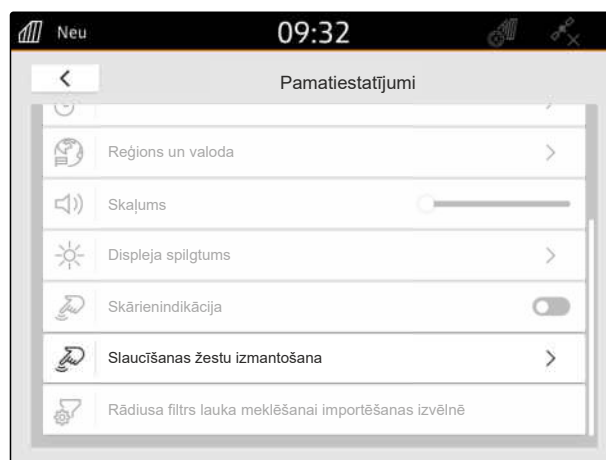 Neu
09:32
Pamatiestatījumi
Reģions un valoda
Skaļums
Displeja spilgtums
Skārienindikācija
Slaucīšanas žestu izmantošana
Rādiusa filtrs lauka meklēšanai importēšanas izvēlnē